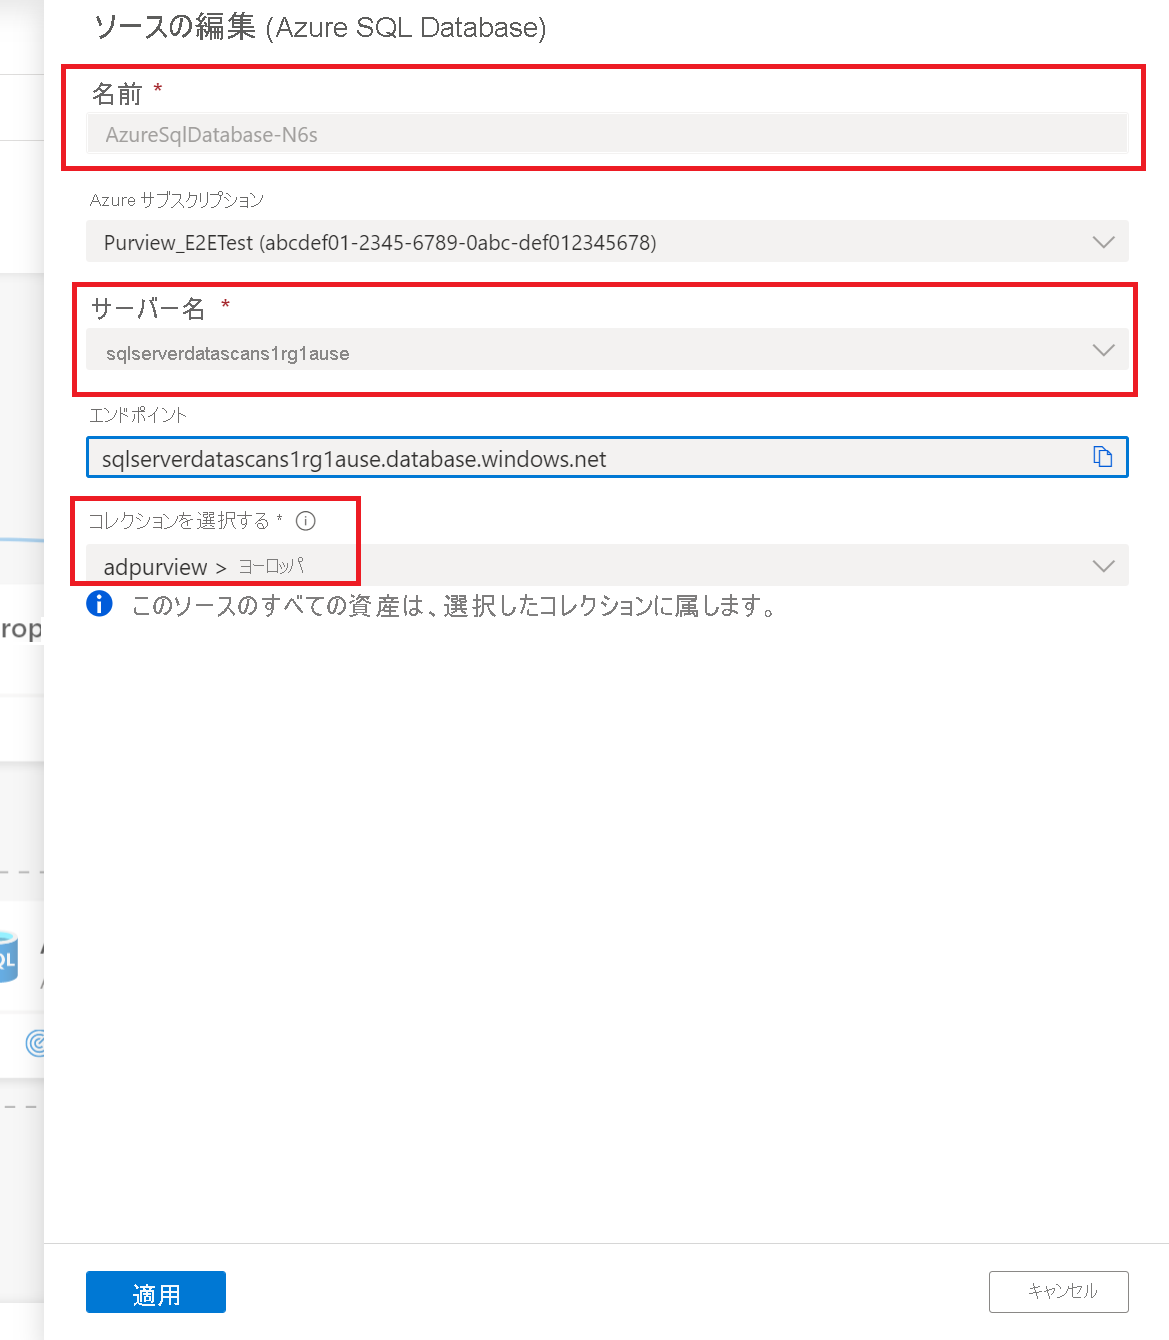 ソースの編集 (Azure SQL Database)
名前 *
AzureSqlDatabase-N6s
Azure サブスクリプション
Purview_E2ETest (abcdef01-2345-6789-0abc-def012345678)
サーバー名 *
sqlserverdatascans1rg1ause
エンドポイント
sqlserverdatascans1rg1ause.database.windows.net
コレクションを選択する *
adpurview > ヨーロッパ
このソースのすべての資産は、選択したコレクションに属します。
rop
QL
適用
キャンセル